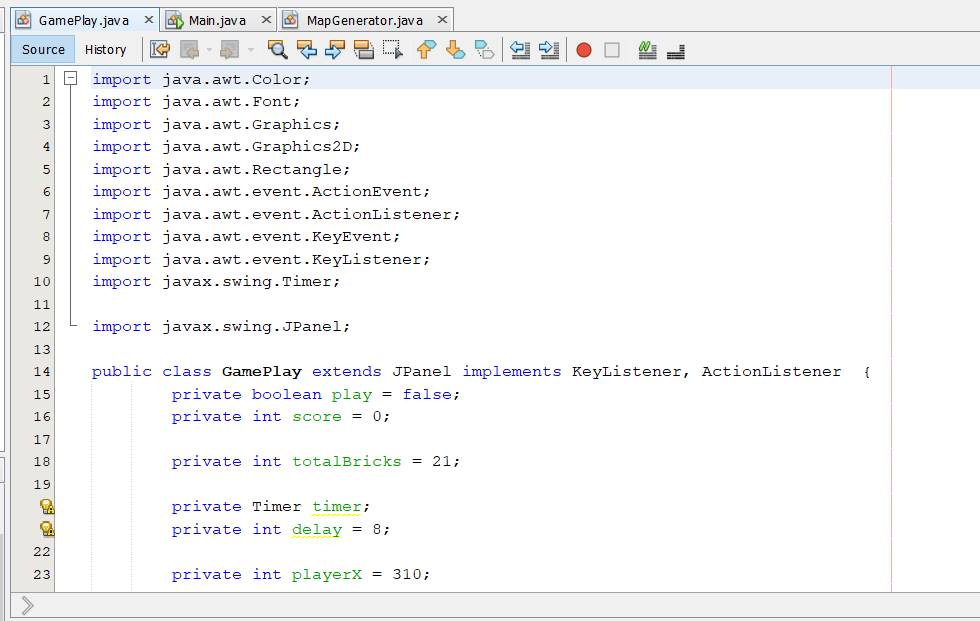 GamePlay.java Main.java MapGenerator.java
Source History
1 import java.awt.Color;
2 import java.awt.Font;
3 import java.awt.Graphics;
4 import java.awt.Graphics2D;
5 import java.awt.Rectangle;
6 import java.awt.event.ActionEvent;
7 import java.awt.event.ActionListener;
8 import java.awt.event.KeyEvent;
9 import java.awt.event.KeyListener;
10 import javax.swing.Timer;
11
12 import javax.swing.JPanel;
13
14 public class GamePlay extends JPanel implements KeyListener, ActionListener {
15 private boolean play = false;
16 private int score = 0;
17
18 private int totalBricks = 21;
19
private Timer timer;
private int delay = 8;
22
23 private int playerX = 310;